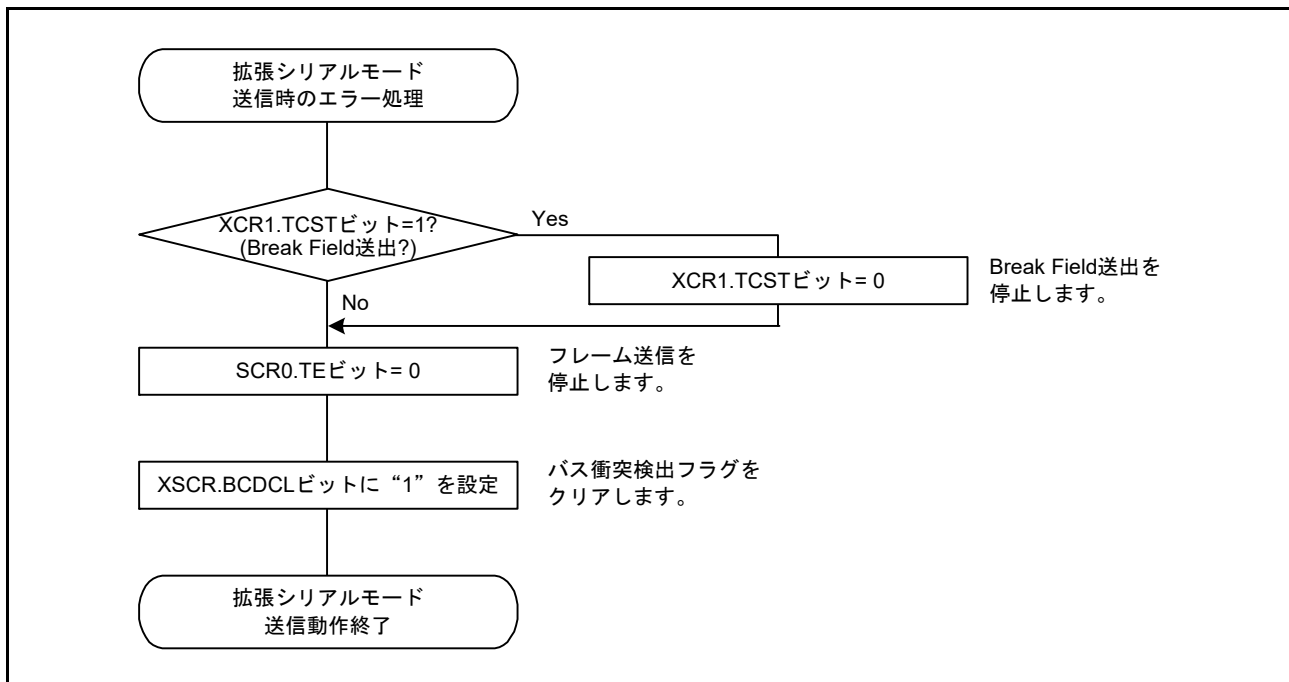 拡張シリアルモード
送信時のエラー処理
XCR1.TCSTビット=1?
(Break Field送出?)
Yes
XCR1.TCSTビット= 0
Break Field送出を
停止します。
No
SCR0.TEビット= 0
フレーム送信を
停止します。
XSCR.BCDCLビットに“1”を設定
バス衝突検出フラグを
クリアします。
拡張シリアルモード
送信動作終了